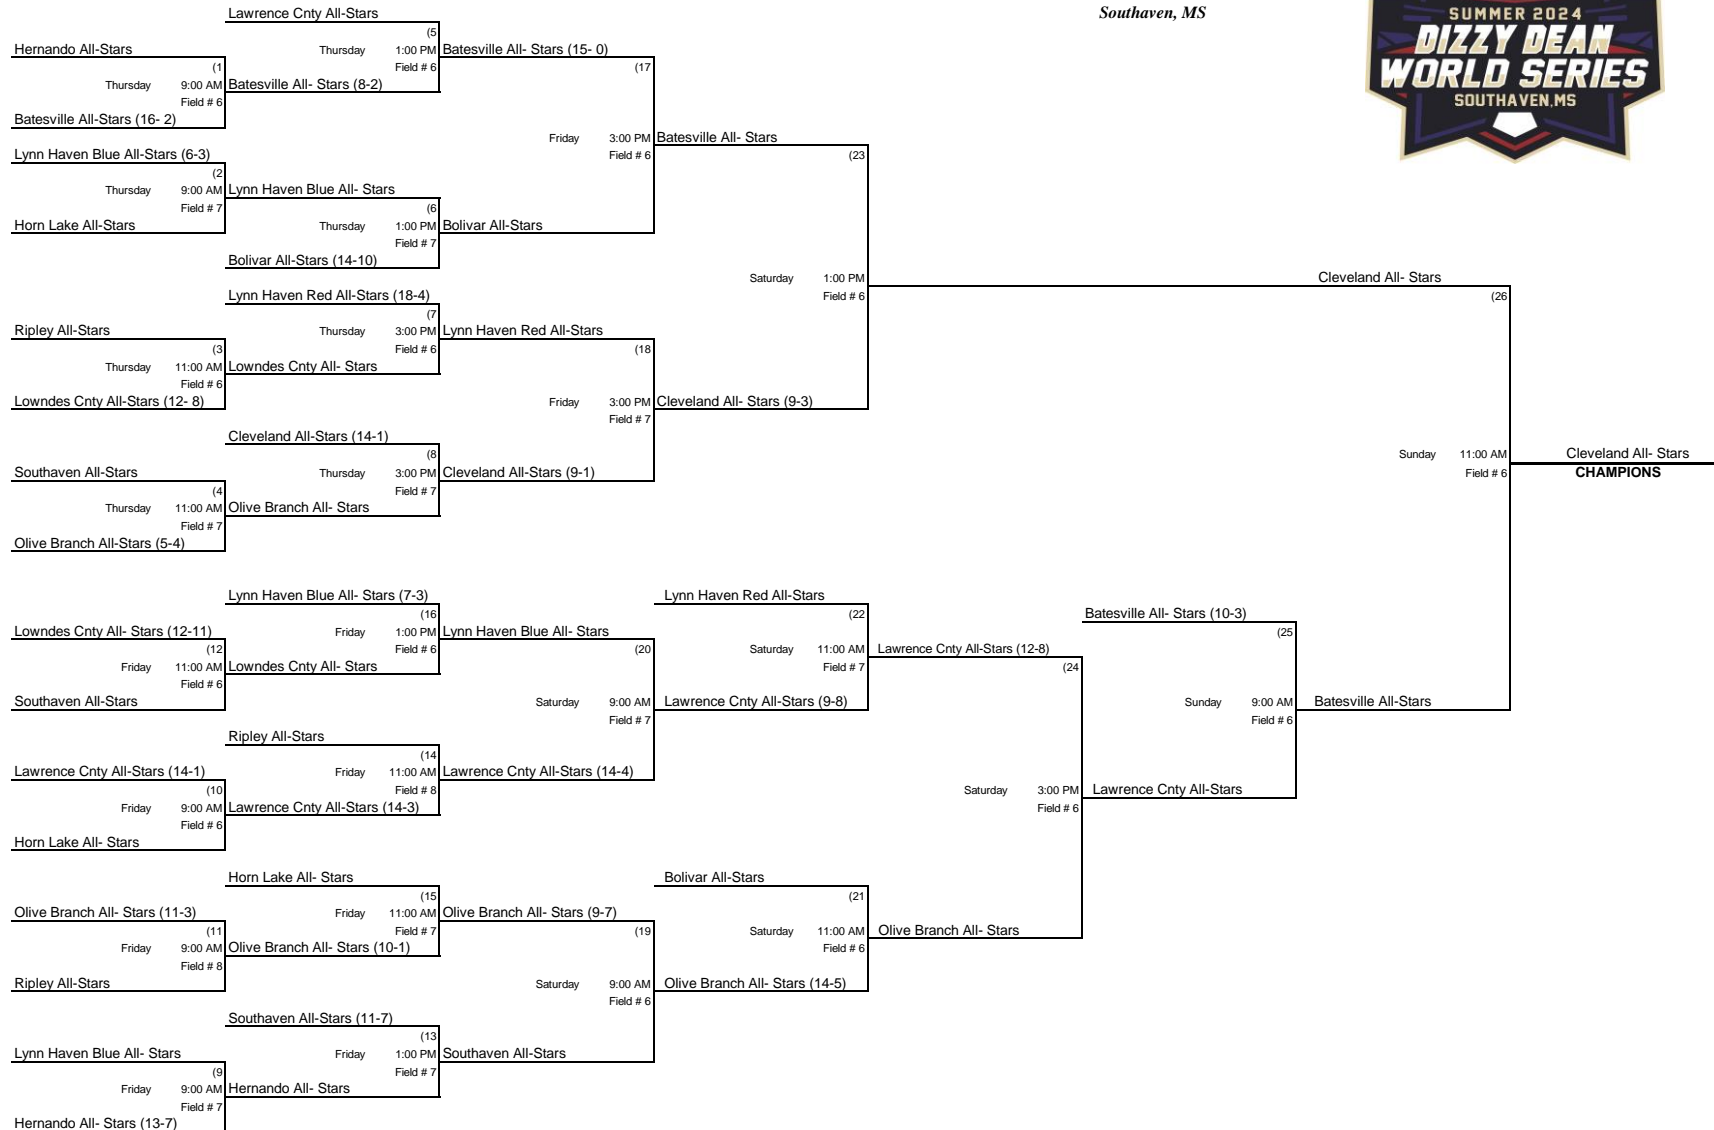 Lawrence Cnty All-Stars
Southaven, MS
SUMMER 2024
DIZZY DEAN
WORLD SERIES
SOUTHAVEN,MS
(5
Hernando All-Stars
Thursday 1:00 PM Batesville All- Stars (15- 0)
(1
Field # 6
(17
Thursday 9:00 AM Batesville All- Stars (8-2)
Field # 6
Batesville All-Stars (16- 2)
Friday 3:00 PM Batesville All- Stars
Lynn Haven Blue All-Stars (6-3)
Field # 6
(23
(2
Thursday 9:00 AM Lynn Haven Blue All- Stars
Field # 7
(6
Horn Lake All-Stars
Thursday 1:00 PM Bolivar All-Stars
Field # 7
Bolivar All-Stars (14-10)
Saturday 1:00 PM
Cleveland All- Stars
Lynn Haven Red All-Stars (18-4)
Field # 6
(26
(7
Ripley All-Stars
Thursday 3:00 PM Lynn Haven Red All-Stars
(3
Field # 6
(18
Thursday 11:00 AM Lowndes Cnty All- Stars
Field # 6
Lowndes Cnty All-Stars (12- 8)
Friday 3:00 PM Cleveland All- Stars (9-3)
Field # 7
Cleveland All-Stars (14-1)
(8
Sunday 11:00 AM Cleveland All- Stars
Southaven All-Stars
Thursday 3:00 PM Cleveland All-Stars (9-1)
Field # 6
CHAMPIONS
(4
Field # 7
Thursday 11:00 AM Olive Branch All- Stars
Field # 7
Olive Branch All-Stars (5-4)
Lynn Haven Blue All- Stars (7-3)
Lynn Haven Red All-Stars
(16
(22
Batesville All- Stars (10-3)
Lowndes Cnty All- Stars (12-11)
Friday 1:00 PM Lynn Haven Blue All- Stars
(25
(12
Field # 6
(20
Saturday 11:00 AM Lawrence Cnty All-Stars (12-8)
Friday 11:00 AM Lowndes Cnty All- Stars
Field # 7
(24
Field # 6
Southaven All-Stars
Saturday 9:00 AM Lawrence Cnty All-Stars (9-8)
Sunday 9:00 AM Batesville All-Stars
Field # 7
Field # 6
Ripley All-Stars
(14
Lawrence Cnty All-Stars (14-1)
Friday 11:00 AM Lawrence Cnty All-Stars (14-4)
(10
Field # 8
Saturday 3:00 PM Lawrence Cnty All-Stars
Friday 9:00 AM Lawrence Cnty All-Stars (14-3)
Field # 6
Field # 6
Horn Lake All- Stars
Horn Lake All- Stars
Bolivar All-Stars
(15
(21
Olive Branch All- Stars (11-3)
Friday 11:00 AM Olive Branch All- Stars (9-7)
(11
Field # 7
(19
Saturday 11:00 AM Olive Branch All- Stars
Friday 9:00 AM Olive Branch All- Stars (10-1)
Field # 6
Field # 8
Ripley All-Stars
Saturday 9:00 AM Olive Branch All- Stars (14-5)
Field # 6
Southaven All-Stars (11-7)
(13
Lynn Haven Blue All- Stars
Friday 1:00 PM Southaven All-Stars
(9
Field # 7
Friday 9:00 AM Hernando All- Stars
Field # 7
Hernando All- Stars (13-7)